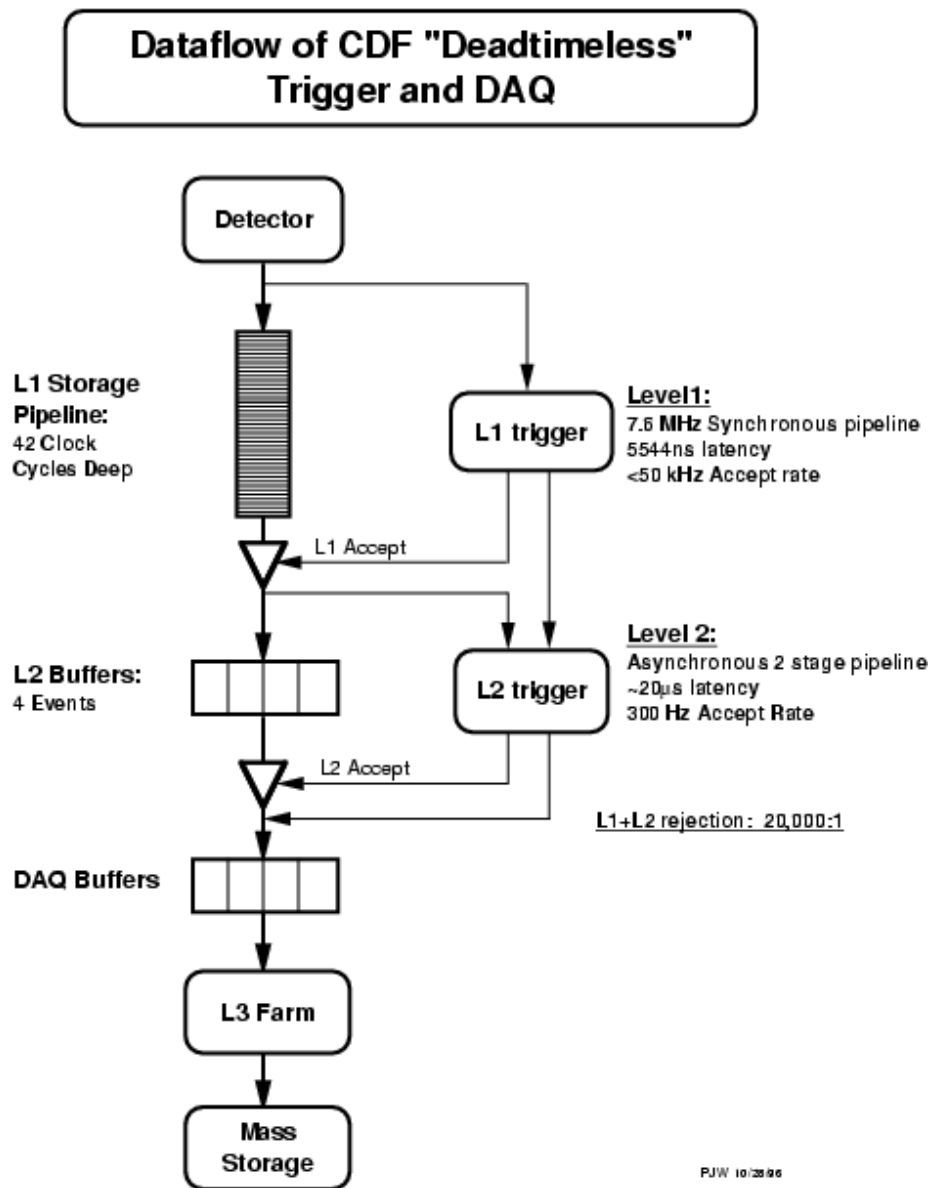 Dataflow of CDF "Deadtimeless"
Trigger and DAQ
Detector
L1 Storage
Pipeline:
42 Clock
Cycles Deep
L1 trigger
Level1:
7.6 MHz Synchronous pipeline
5544ns latency
<50 kHz Accept rate
L1 Accept
L2 Buffers:
4 Events
L2 trigger
Level 2:
Asynchronous 2 stage pipeline
~20µs latency
300 Hz Accept Rate
L2 Accept
L1+L2 rejection: 20,000:1
DAQ Buffers
L3 Farm
Mass
Storage
PJW 10/28/96